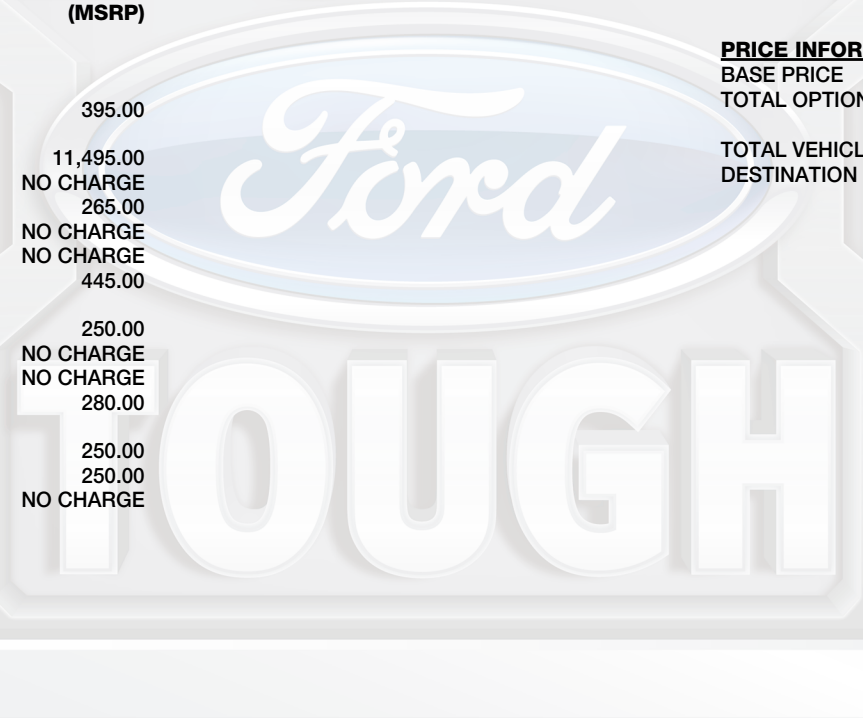 (MSRP)
395.00
11,495.00
NO CHARGE
265.00
NO CHARGE
NO CHARGE
445.00
250.00
NO CHARGE
NO CHARGE
280.00
250.00
250.00
NO CHARGE
PRICE INFOR
BASE PRICE
TOTAL OPTION
TOTAL VEHICL
DESTINATION
Ford
TOUGH